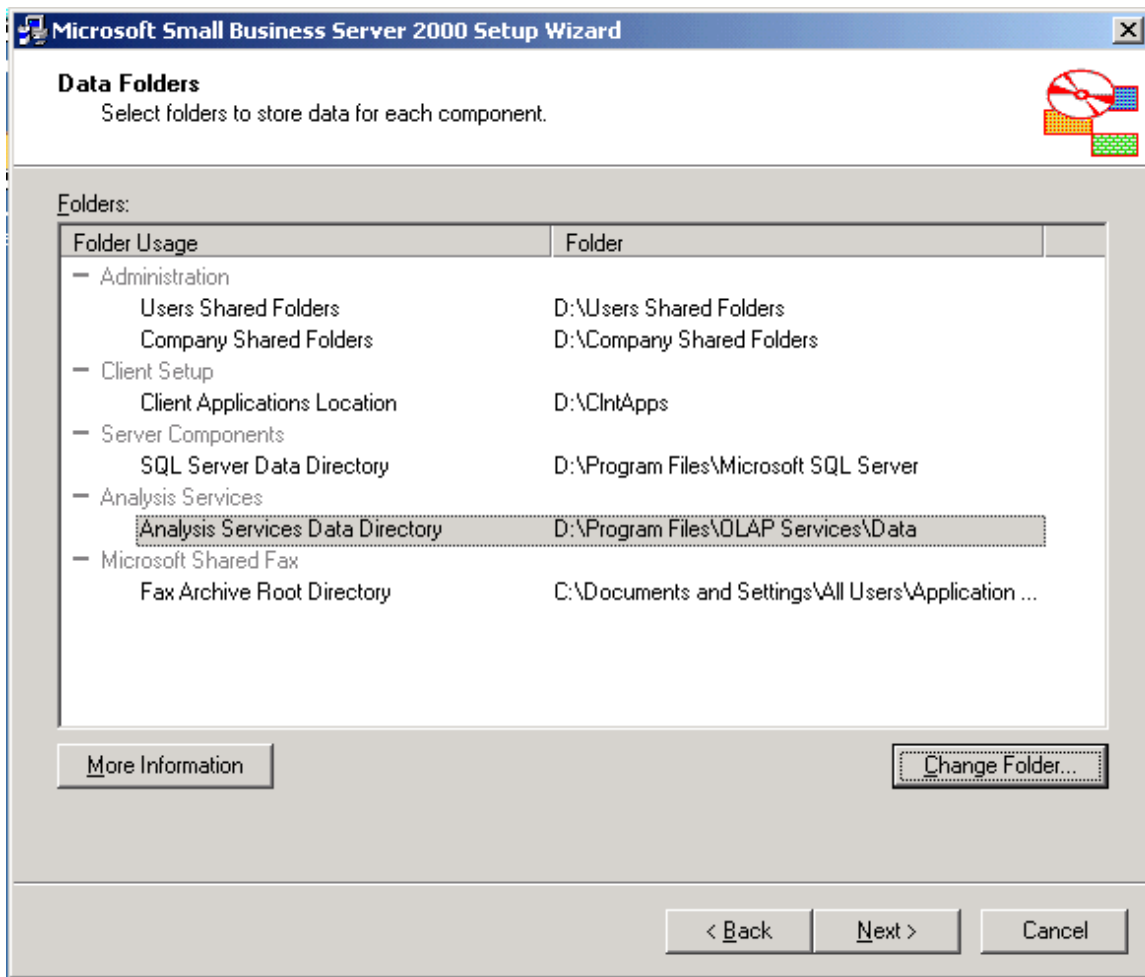 Microsoft Small Business Server 2000 Setup Wizard
Data Folders
Select folders to store data for each component.
Folders:
Folder Usage Folder
Administration
Users Shared Folders D:\Users Shared Folders
Company Shared Folders D:\Company Shared Folders
Client Setup
Client Applications Location D:\ClntApps
Server Components
SQL Server Data Directory D:\Program Files\Microsoft SQL Server
Analysis Services
Analysis Services Data Directory D:\Program Files\OLAP Services\Data
Microsoft Shared Fax
Fax Archive Root Directory C:\Documents and Settings\All Users\Application ...
More Information Change Folder...
< Back Next > Cancel